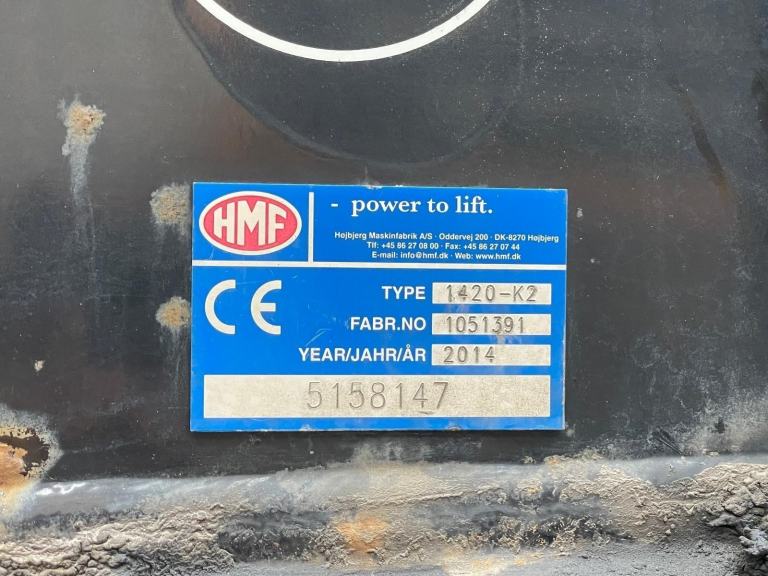 HMF
- power to lift.
Højbjerg Maskinfabrik A/S · Oddervej 200 · DK-8270 Højbjerg
Tlf: +45 86 27 08 00 · Fax: +45 86 27 07 44
E-mail: info@hmf.dk · Web: www.hmf.dk
CE
TYPE 1420-K2
FABR.NO 1051391
YEAR/JAHR/ÅR 2014
5158147